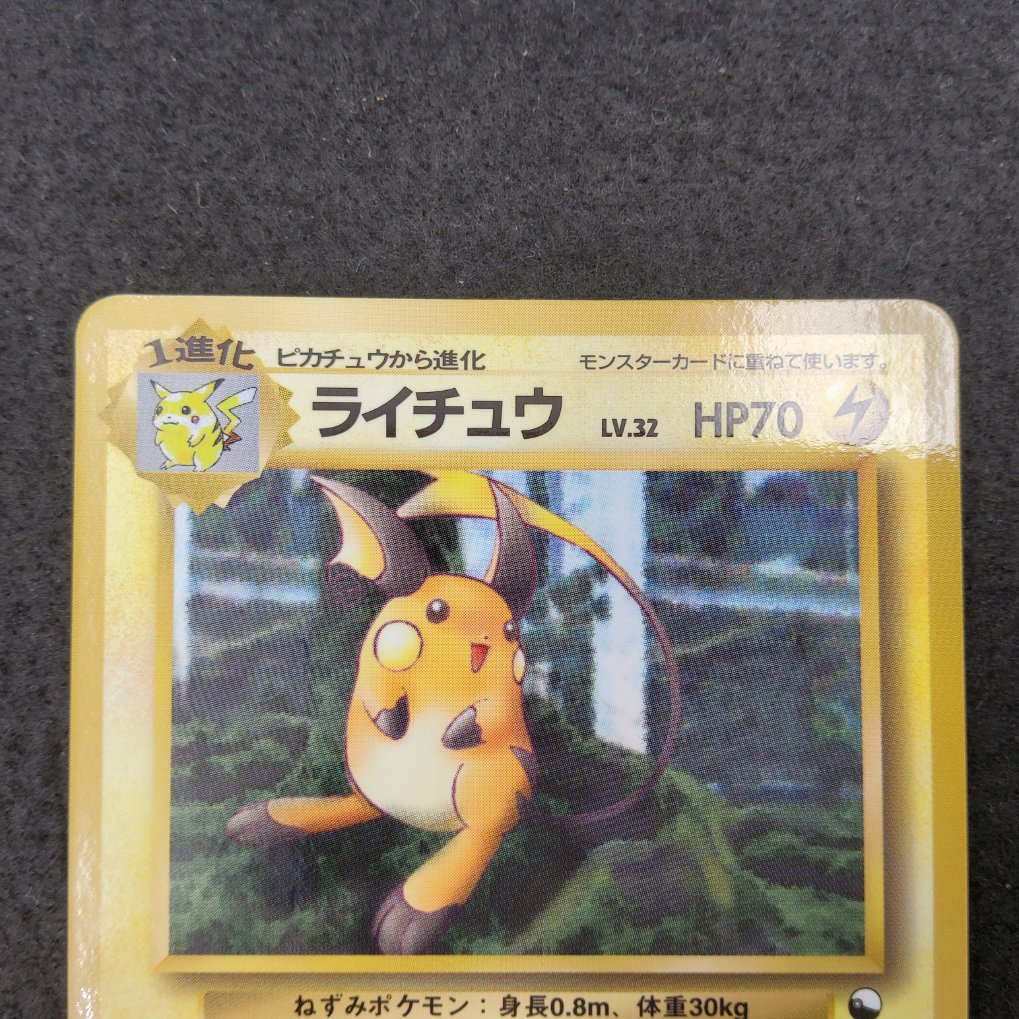 1進化 ピカチュウから進化 モンスターカードに重ねて使います。
ライチュウ LV.32 HP70
ねずみポケモン：身長0.8m、体重30kg